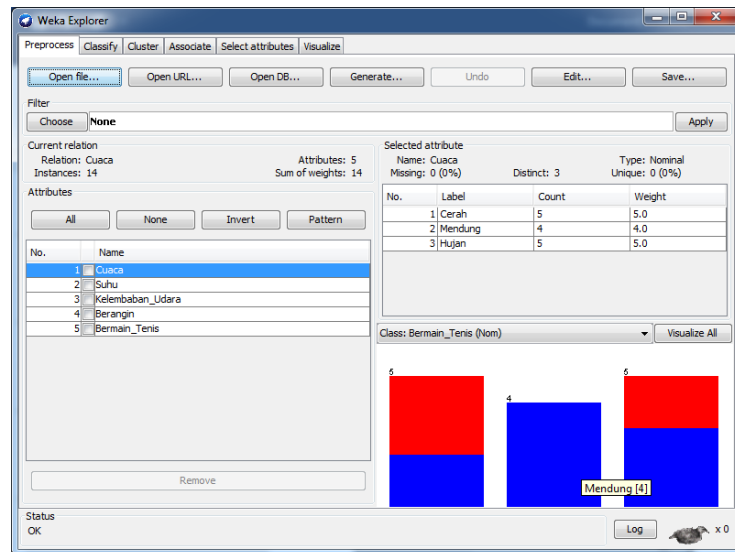 Weka Explorer
Preprocess Classify Cluster Associate Select attributes Visualize
Open file... Open URL... Open DB... Generate... Undo Edit... Save...
Filter
Choose None Apply
Current relation
Relation: Cuaca Attributes: 5
Instances: 14 Sum of weights: 14
Attributes
All None Invert Pattern
No. Name
1 Cuaca
2 Suhu
3 Kelembaban_Udara
4 Berangin
5 Bermain_Tenis
Remove
Selected attribute
Name: Cuaca Type: Nominal
Missing: 0 (0%) Distinct: 3 Unique: 0 (0%)
No. Label Count Weight
1 Cerah 5 5.0
2 Mendung 4 4.0
3 Hujan 5 5.0
Class: Bermain_Tenis (Nom) Visualize All
5 4 5
Mendung [4]
Status
OK Log x 0